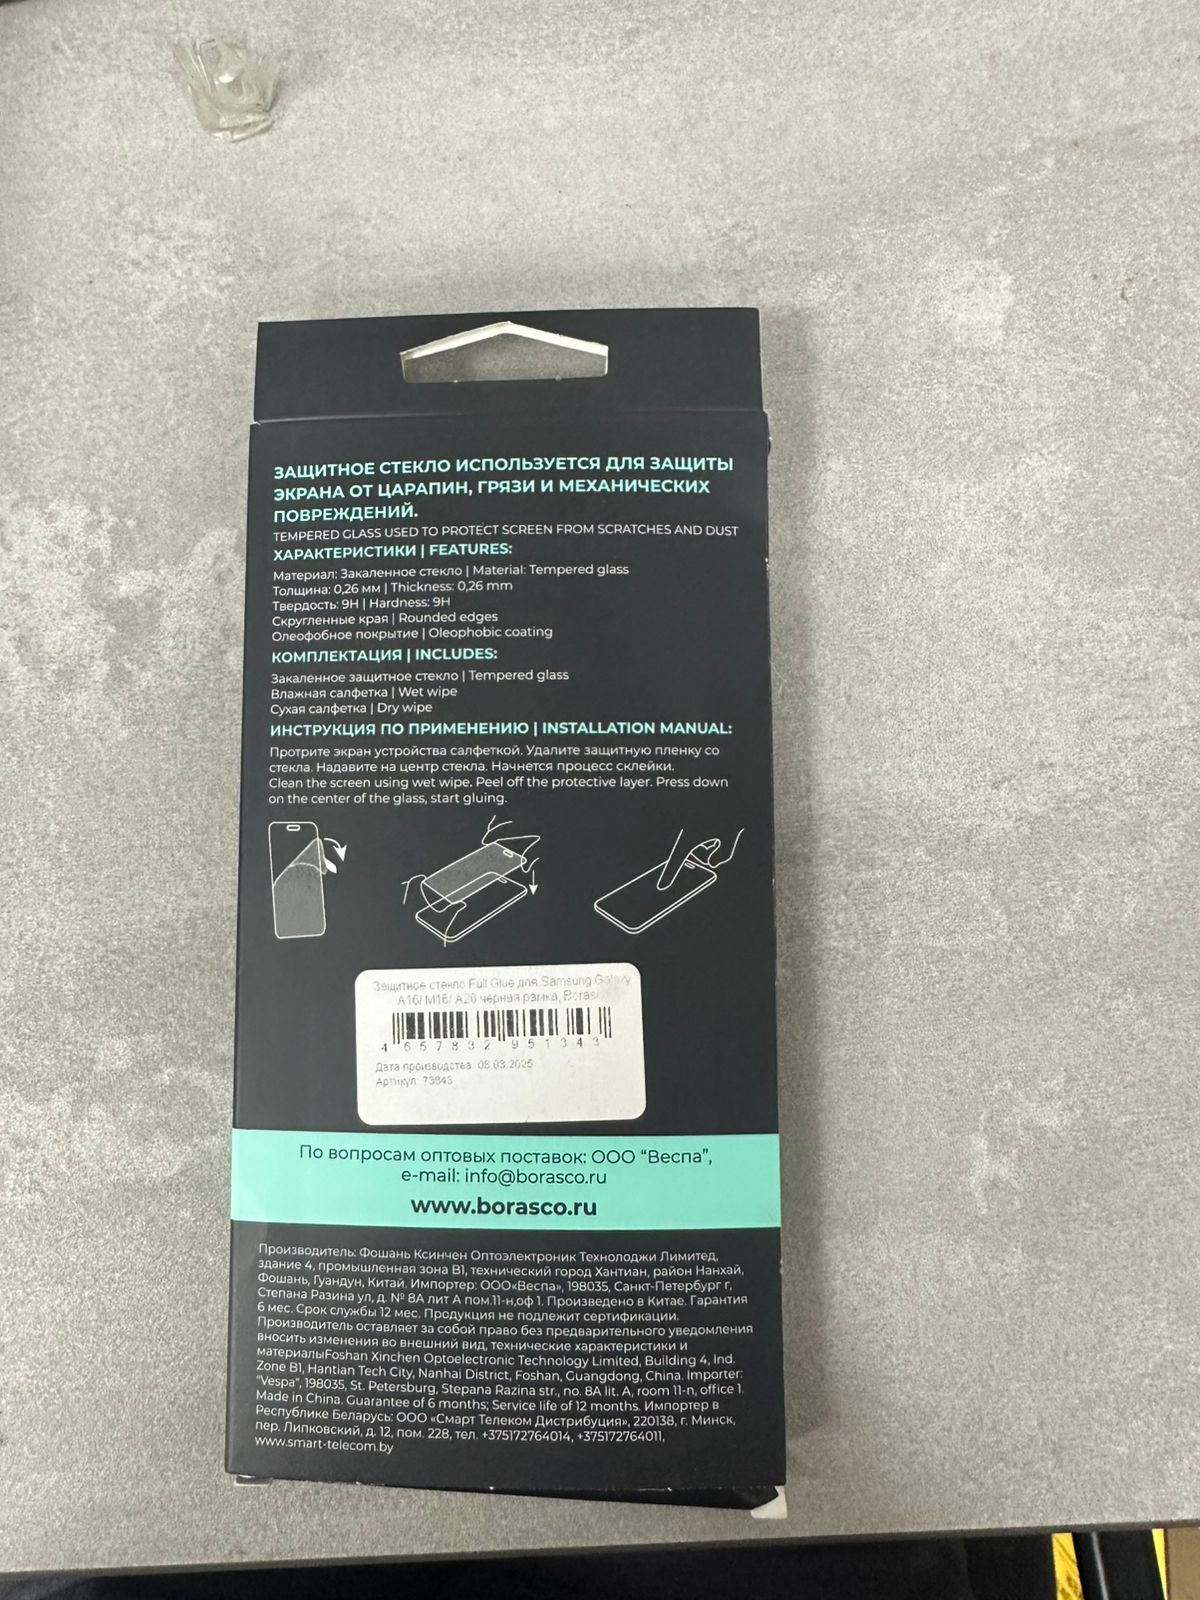 ЗАЩИТНОЕ СТЕКЛО ИСПОЛЬЗУЕТСЯ ДЛЯ ЗАЩИТЫ
ЭКРАНА ОТ ЦАРАПИН, ГРЯЗИ И МЕХАНИЧЕСКИХ
ПОВРЕЖДЕНИЙ.
TEMPERED GLASS USED TO PROTECT SCREEN FROM SCRATCHES AND DUST
ХАРАКТЕРИСТИКИ | FEATURES:
Материал: Закаленное стекло | Material: Tempered glass
Толщина: 0,26 мм | Thickness: 0,26 mm
Твердость: 9H | Hardness: 9H
Скругленные края | Rounded edges
Олеофобное покрытие | Oleophobic coating
КОМПЛЕКТАЦИЯ | INCLUDES:
Закаленное защитное стекло | Tempered glass
Влажная салфетка | Wet wipe
Сухая салфетка | Dry wipe
ИНСТРУКЦИЯ ПО ПРИМЕНЕНИЮ | INSTALLATION MANUAL:
Протрите экран устройства салфеткой. Удалите защитную пленку со
стекла. Надавите на центр стекла. Начнется процесс склейки.
Clean the screen using wet wipe. Peel off the protective layer. Press down
on the center of the glass, start gluing.
Защитное стекло Full Glue для Samsung Galaxy
A16/ M16/ A26 черная рамка,
4 657832 951343
Дата производства: 08.03.2025
Артикул: 73843
По вопросам оптовых поставок: ООО "Веспа",
e-mail: info@borasco.ru
www.borasco.ru
Производитель: Фошань Ксинчен Оптоэлектроник Технолоджи Лимитед,
здание 4, промышленная зона B1, технический город Хантиан, район Нанхай,
Фошань, Гуандун, Китай. Импортер: ООО«Веспа», 198035, Санкт-Петербург г,
Степана Разина ул, д. № 8А лит А пом.11-н,оф 1. Произведено в Китае. Гарантия
6 мес. Срок службы 12 мес. Продукция не подлежит сертификации.
Производитель оставляет за собой право без предварительного уведомления
вносить изменения во внешний вид, технические характеристики и
материалыFoshan Xinchen Optoelectronic Technology Limited, Building 4, Ind.
Zone B1, Hantian Tech City, Nanhai District, Foshan, Guangdong, China. Importer:
"Vespa", 198035, St. Petersburg, Stepana Razina str., no. 8A lit. A, room 11-n, office 1.
Made in China. Guarantee of 6 months; Service life of 12 months. Импортер в
Республике Беларусь: ООО «Смарт Телеком Дистрибуция», 220138, г. Минск,
пер. Липковский, д. 12, пом. 228, тел. +375172764014, +375172764011,
www.smart-telecom.by